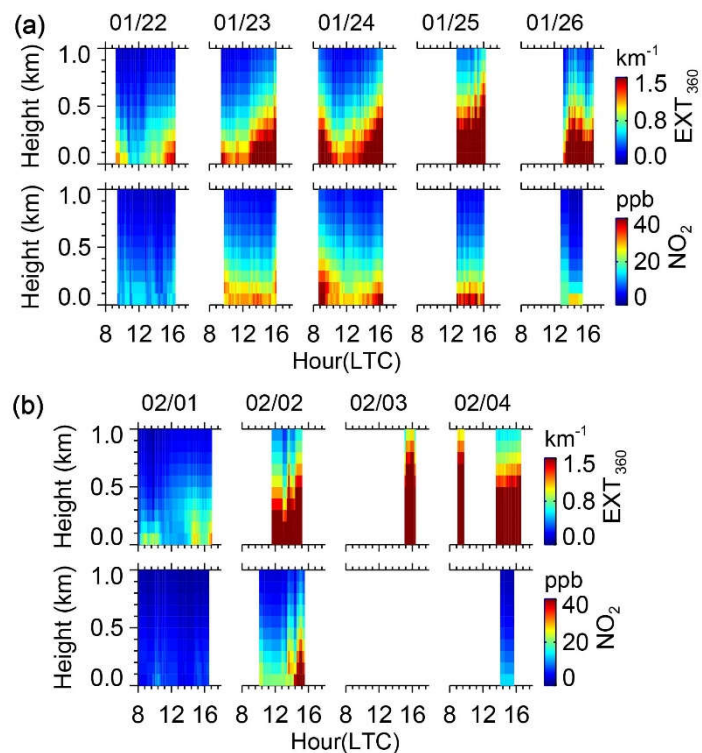 (a) 01/22 01/23 01/24 01/25 01/26
km⁻¹
1.0 1.5
Height (km) 0.5 0.8 EXT₃₆₀
0.0 0.0
ppb
1.0 40
Height (km) 0.5 20 NO₂
0.0 0
8 12 16 8 12 16 8 12 16 8 12 16 8 12 16
Hour(LTC)
(b) 02/01 02/02 02/03 02/04
km⁻¹
1.0 1.5
Height (km) 0.5 0.8 EXT₃₆₀
0.0 0.0
ppb
1.0 40
Height (km) 0.5 20 NO₂
0.0 0
8 12 16 8 12 16 8 12 16 8 12 16
Hour(LTC)